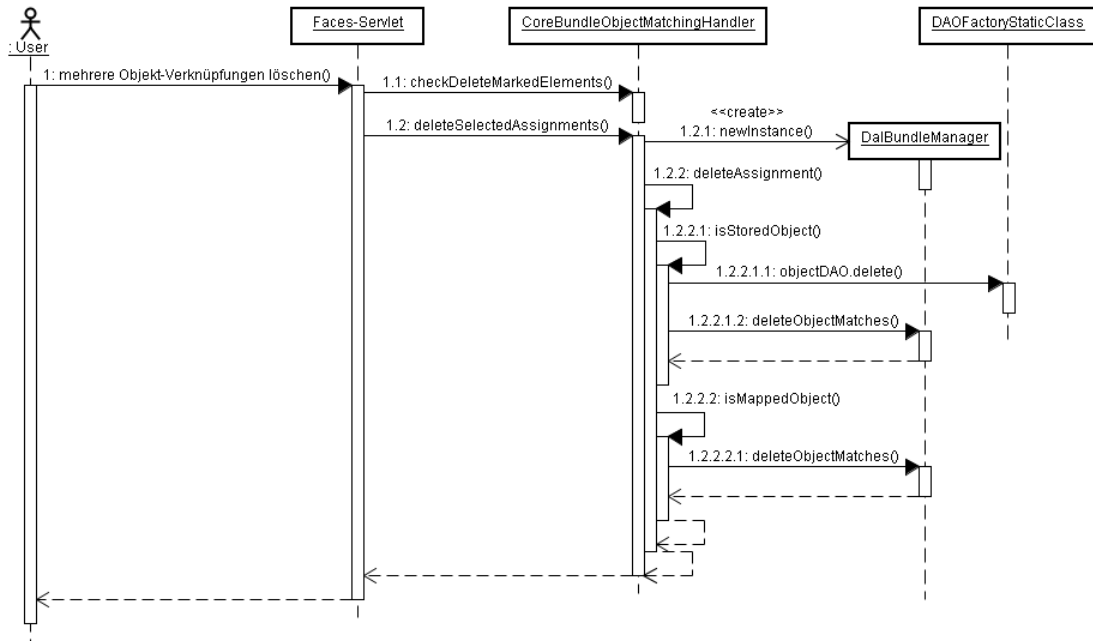 Faces-Servlet
CoreBundleObjectMatchingHandler
DAOFactoryStaticClass
: User
1: mehrere Objekt-Verknüpfungen löschen()
1.1: checkDeleteMarkedElements()
<<create>>
1.2: deleteSelectedAssignments()
1.2.1: newInstance()
DalBundleManager
1.2.2: deleteAssignment()
1.2.2.1: isStoredObject()
1.2.2.1.1: objectDAO.delete()
1.2.2.1.2: deleteObjectMatches()
1.2.2.2: isMappedObject()
1.2.2.2.1: deleteObjectMatches()